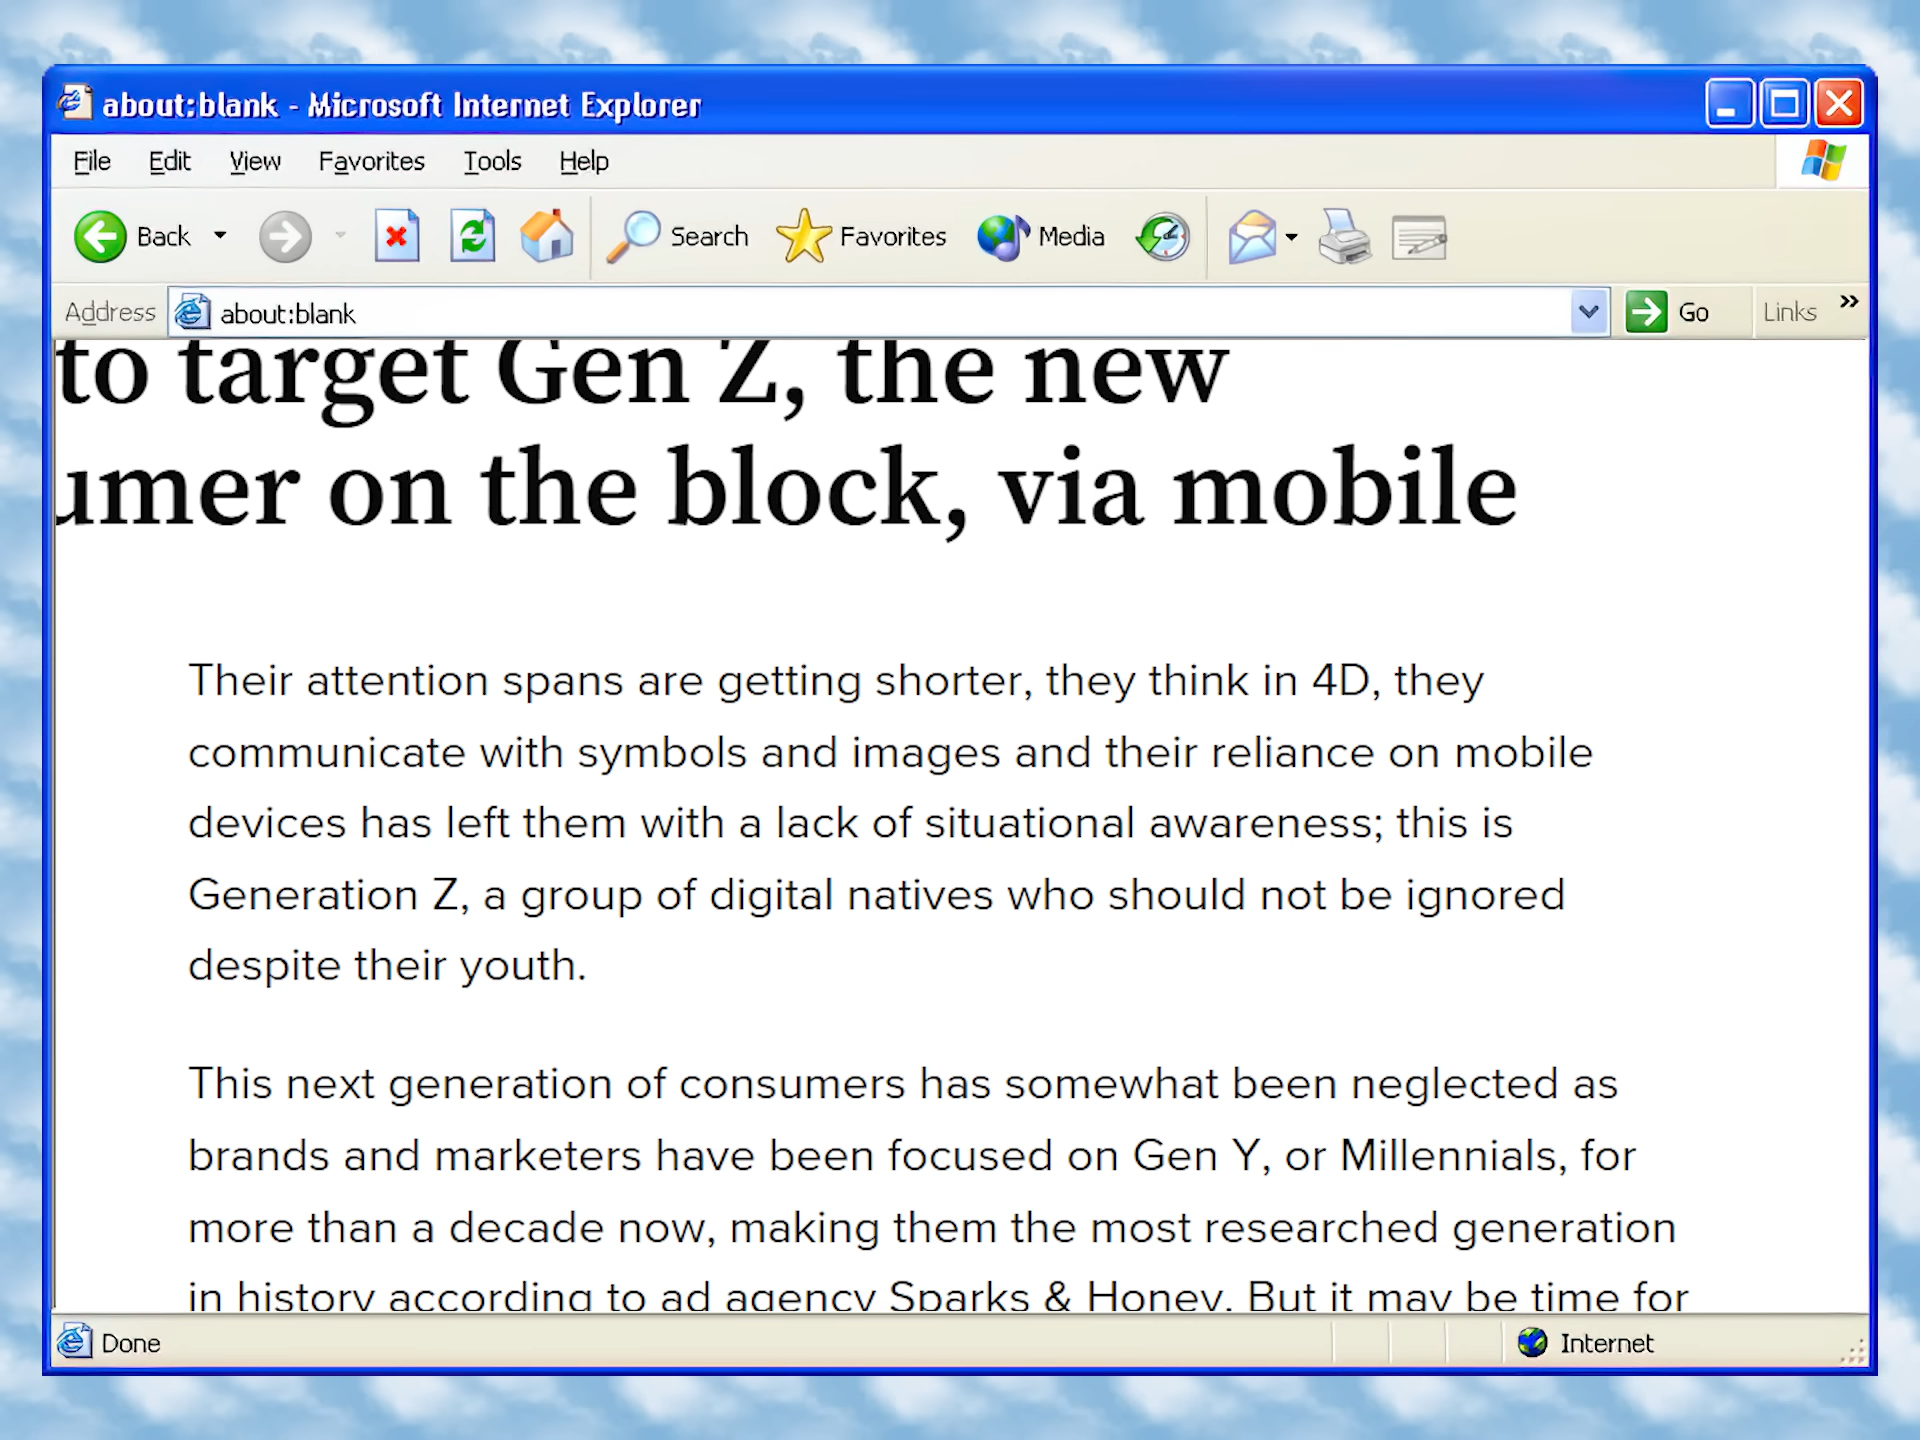 about:blank - Microsoft Internet Explorer
File Edit View Favorites Tools Help
Back Search Favorites Media
Address about:blank Go Links »
to target Gen Z, the new
umer on the block, via mobile
Their attention spans are getting shorter, they think in 4D, they
communicate with symbols and images and their reliance on mobile
devices has left them with a lack of situational awareness; this is
Generation Z, a group of digital natives who should not be ignored
despite their youth.
This next generation of consumers has somewhat been neglected as
brands and marketers have been focused on Gen Y, or Millennials, for
more than a decade now, making them the most researched generation
in history according to ad agency Sparks & Honey. But it may be time for
Done Internet